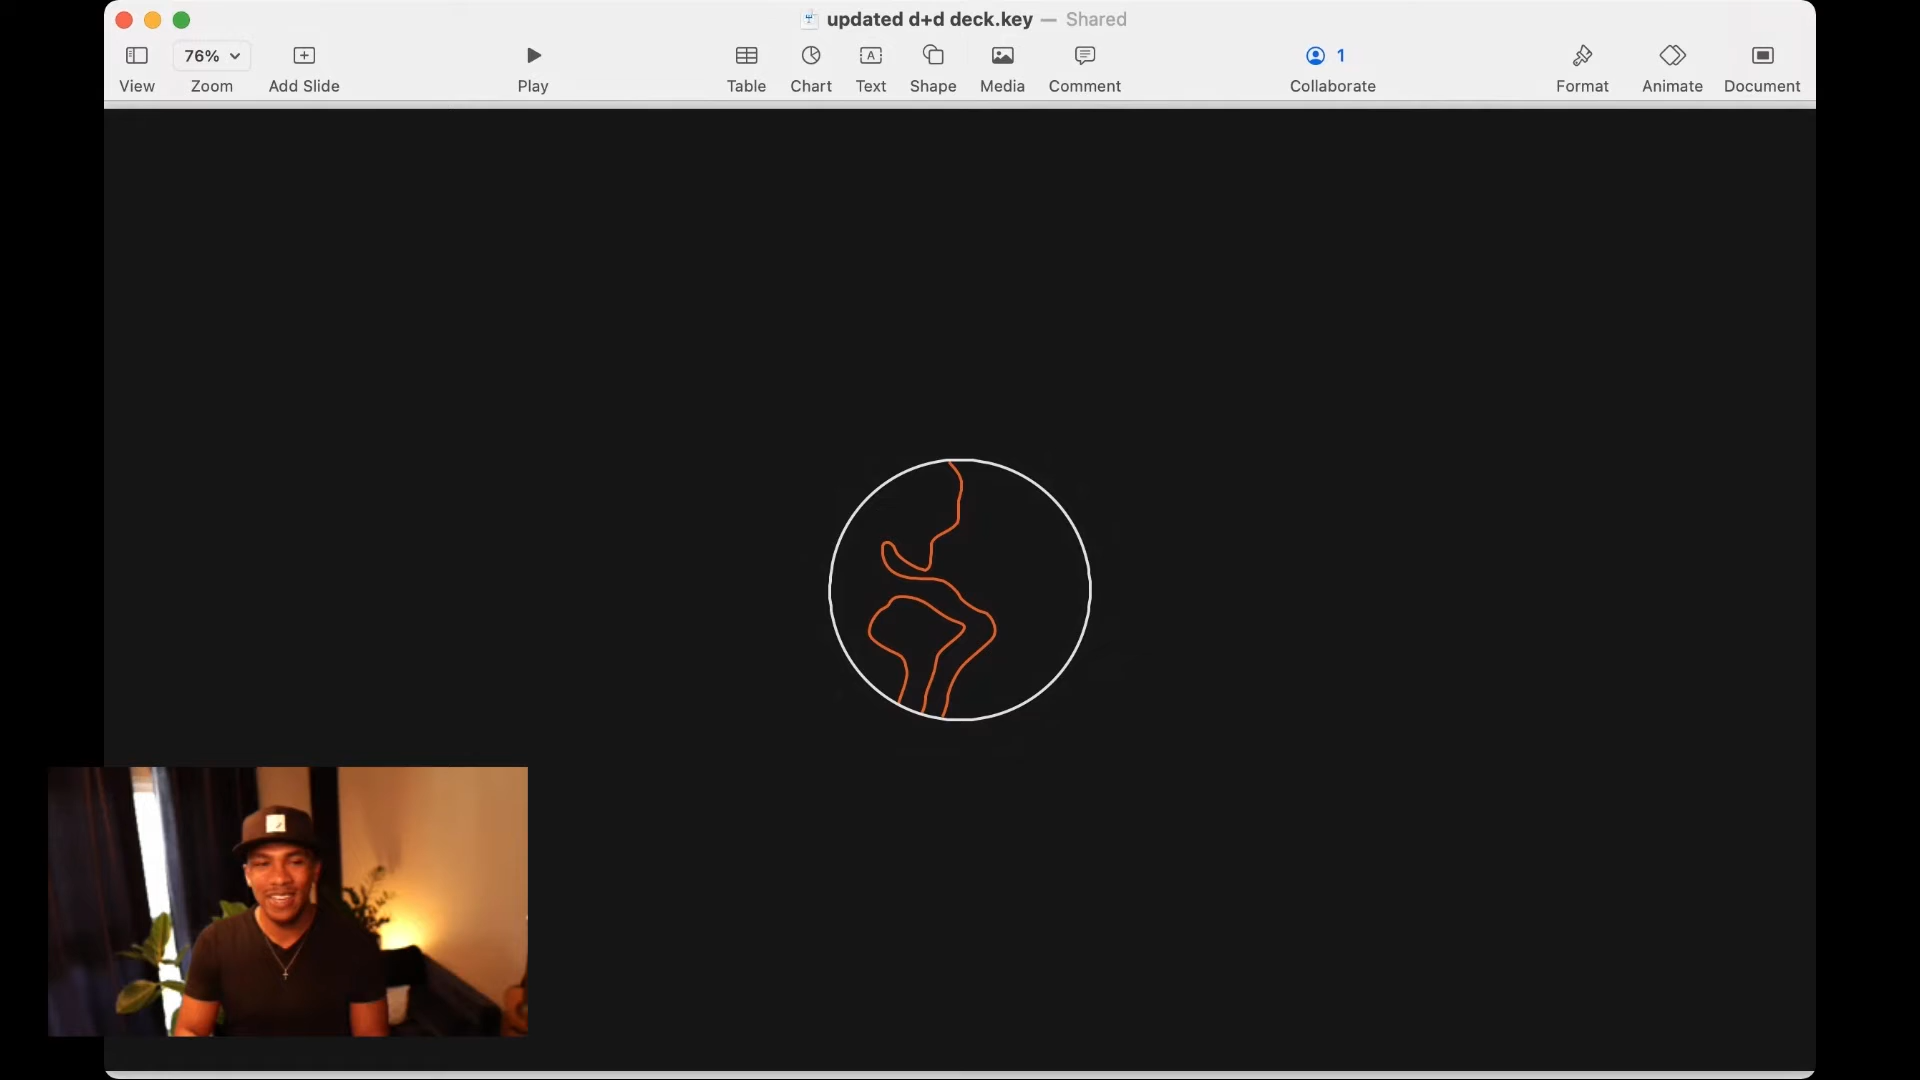 updated d+d deck.key — Shared
76%
1
View
Zoom
Add Slide
Play
Table
Chart
Text
Shape
Media
Comment
Collaborate
Format
Animate
Document